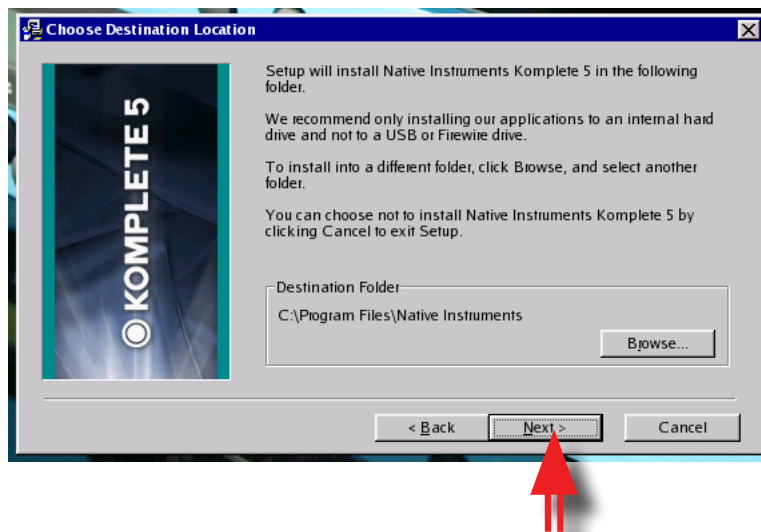 Choose Destination Location
KOMPLETE 5
Setup will install Native Instruments Komplete 5 in the following
folder.
We recommend only installing our applications to an internal hard
drive and not to a USB or Firewire drive.
To install into a different folder, click Browse, and select another
folder.
You can choose not to install Native Instruments Komplete 5 by
clicking Cancel to exit Setup.
Destination Folder
C:\Program Files\Native Instruments
Browse...
< Back Next > Cancel